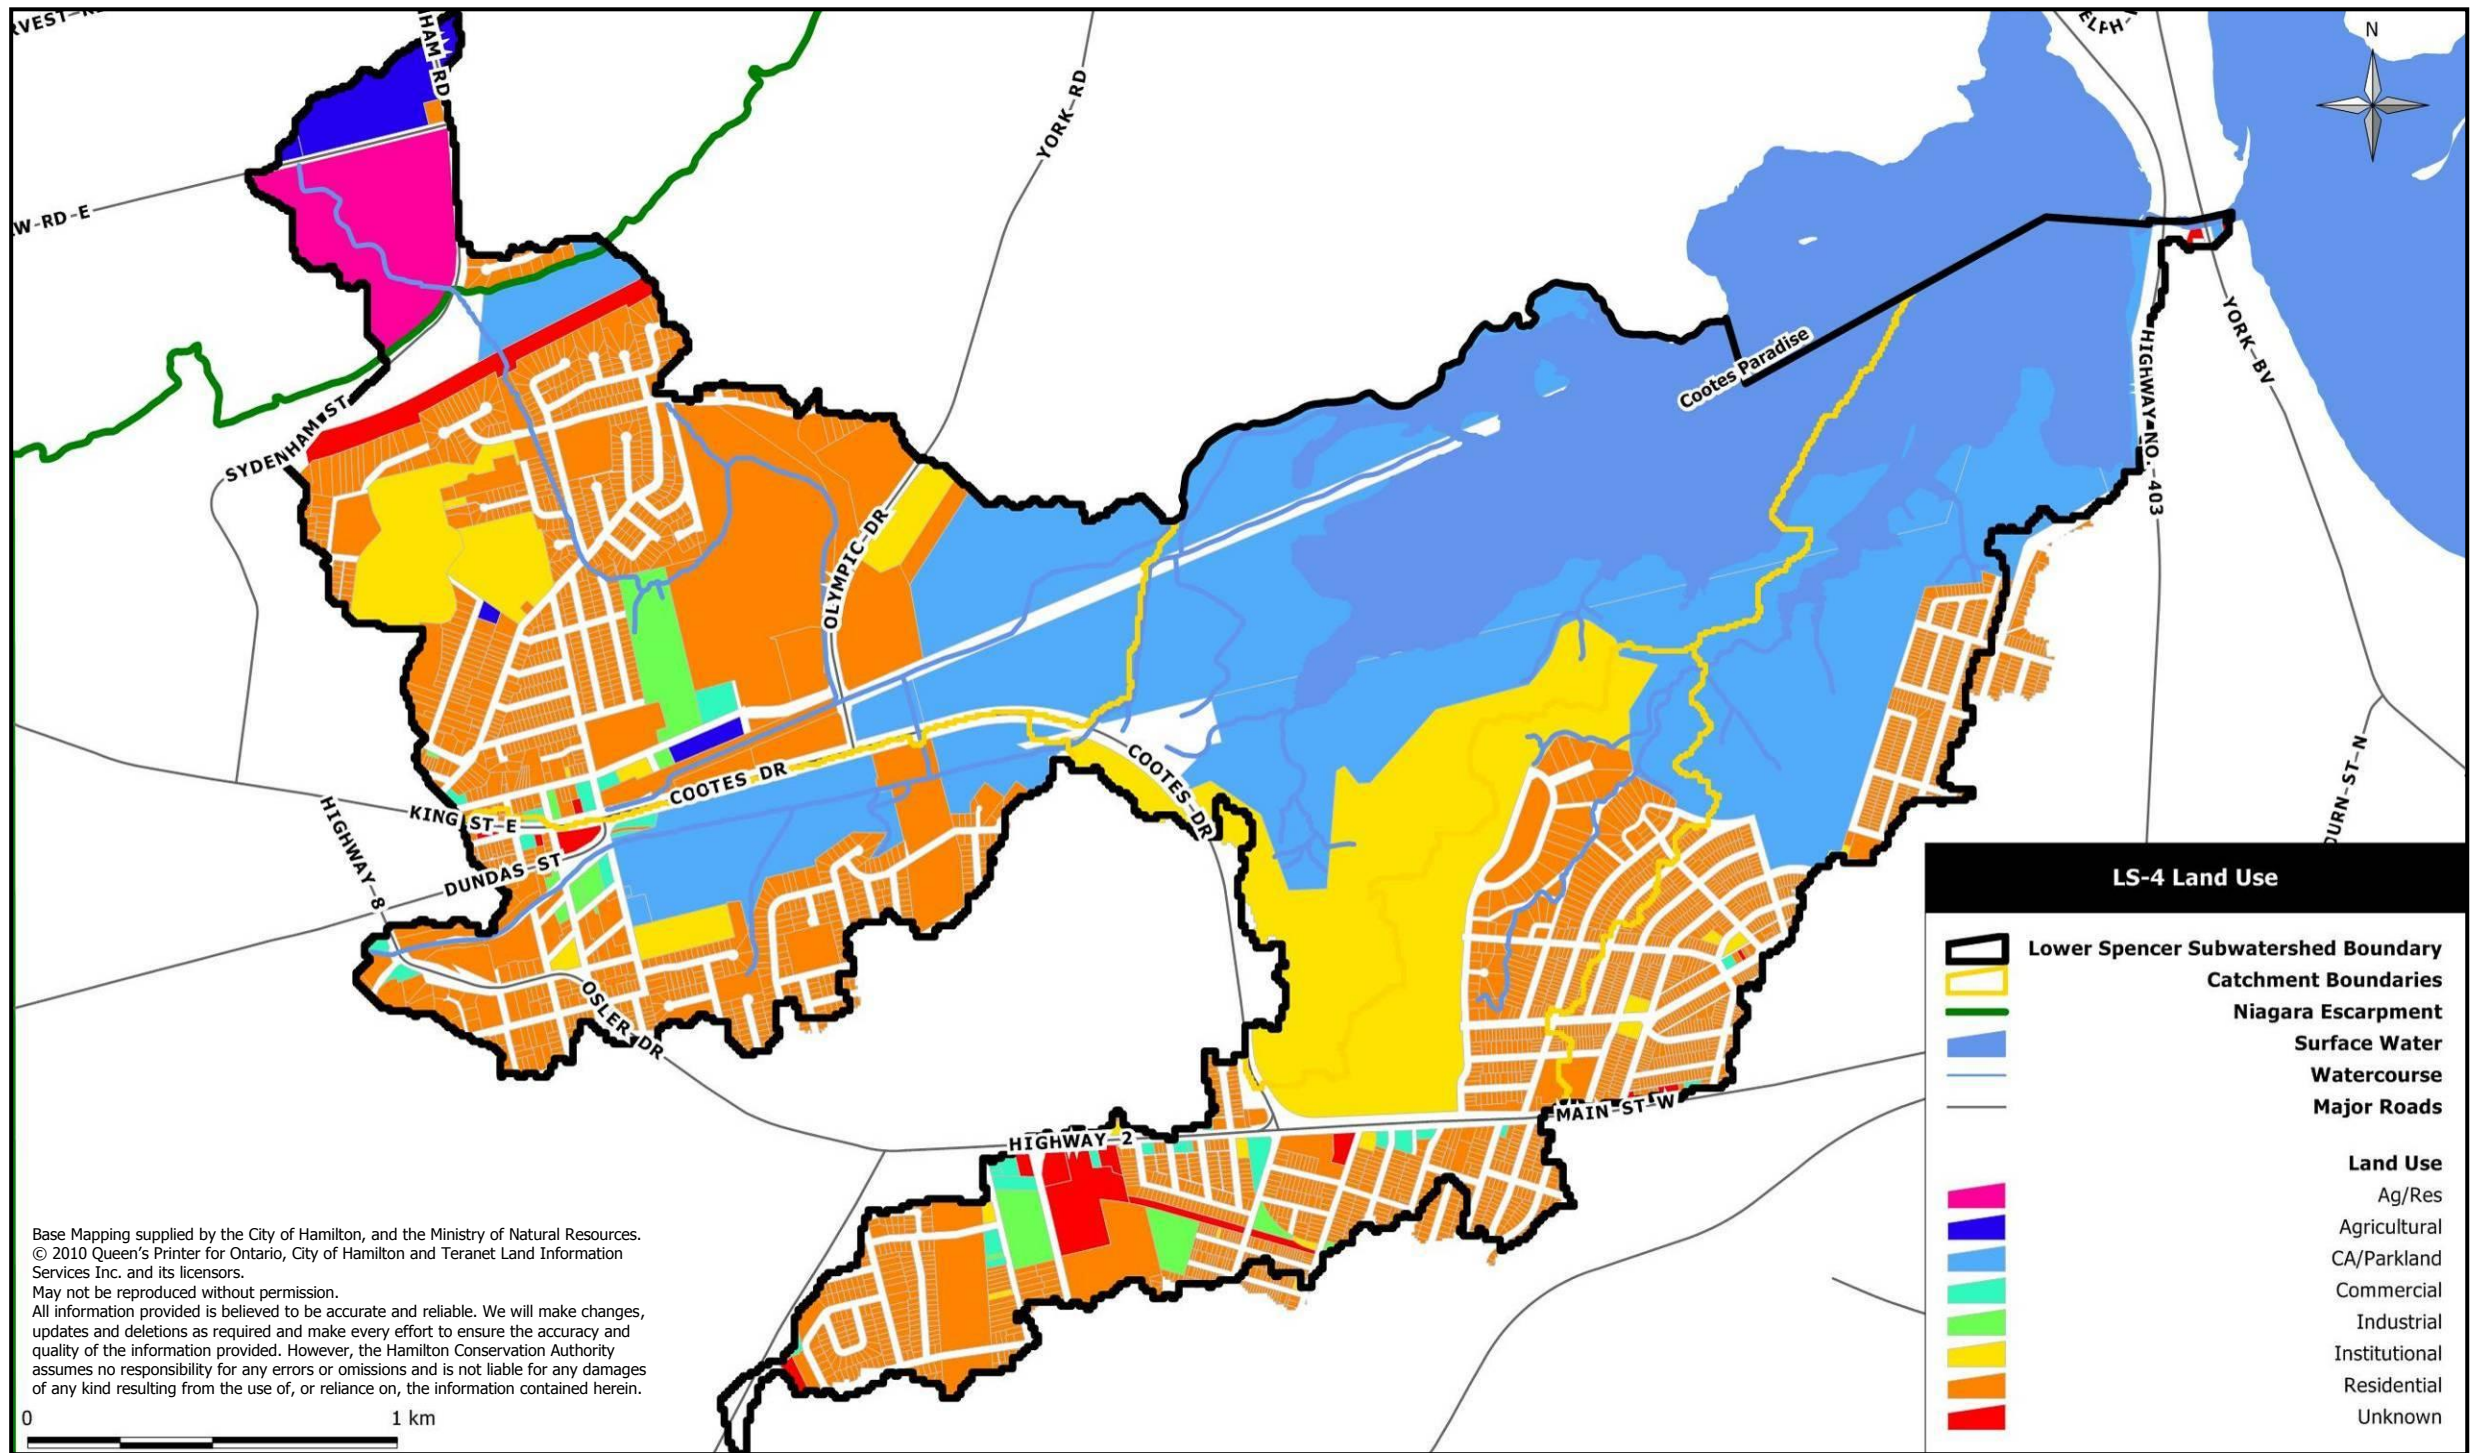 RVEST-R
HAM-RD
YORK-RD
ELPH-
N
W-RD-E
Cootes Paradise
HIGHWAY-NO.-403
YORK-BV
SYDENHAM-ST
OLYMPIC-DR
COOTES-DR
COOTES-DR
KING-ST-E
HIGHWAY-8
DUNDAS-ST
OSLER-DR
HIGHWAY-2
MAIN-ST-W
DURN-ST-N
LS-4 Land Use
Lower Spencer Subwatershed Boundary
Catchment Boundaries
Niagara Escarpment
Surface Water
Watercourse
Major Roads
Land Use
Ag/Res
Agricultural
CA/Parkland
Commercial
Industrial
Institutional
Residential
Unknown
Base Mapping supplied by the City of Hamilton, and the Ministry of Natural Resources.
© 2010 Queen's Printer for Ontario, City of Hamilton and Teranet Land Information
Services Inc. and its licensors.
May not be reproduced without permission.
All information provided is believed to be accurate and reliable. We will make changes,
updates and deletions as required and make every effort to ensure the accuracy and
quality of the information provided. However, the Hamilton Conservation Authority
assumes no responsibility for any errors or omissions and is not liable for any damages
of any kind resulting from the use of, or reliance on, the information contained herein.
0 1 km